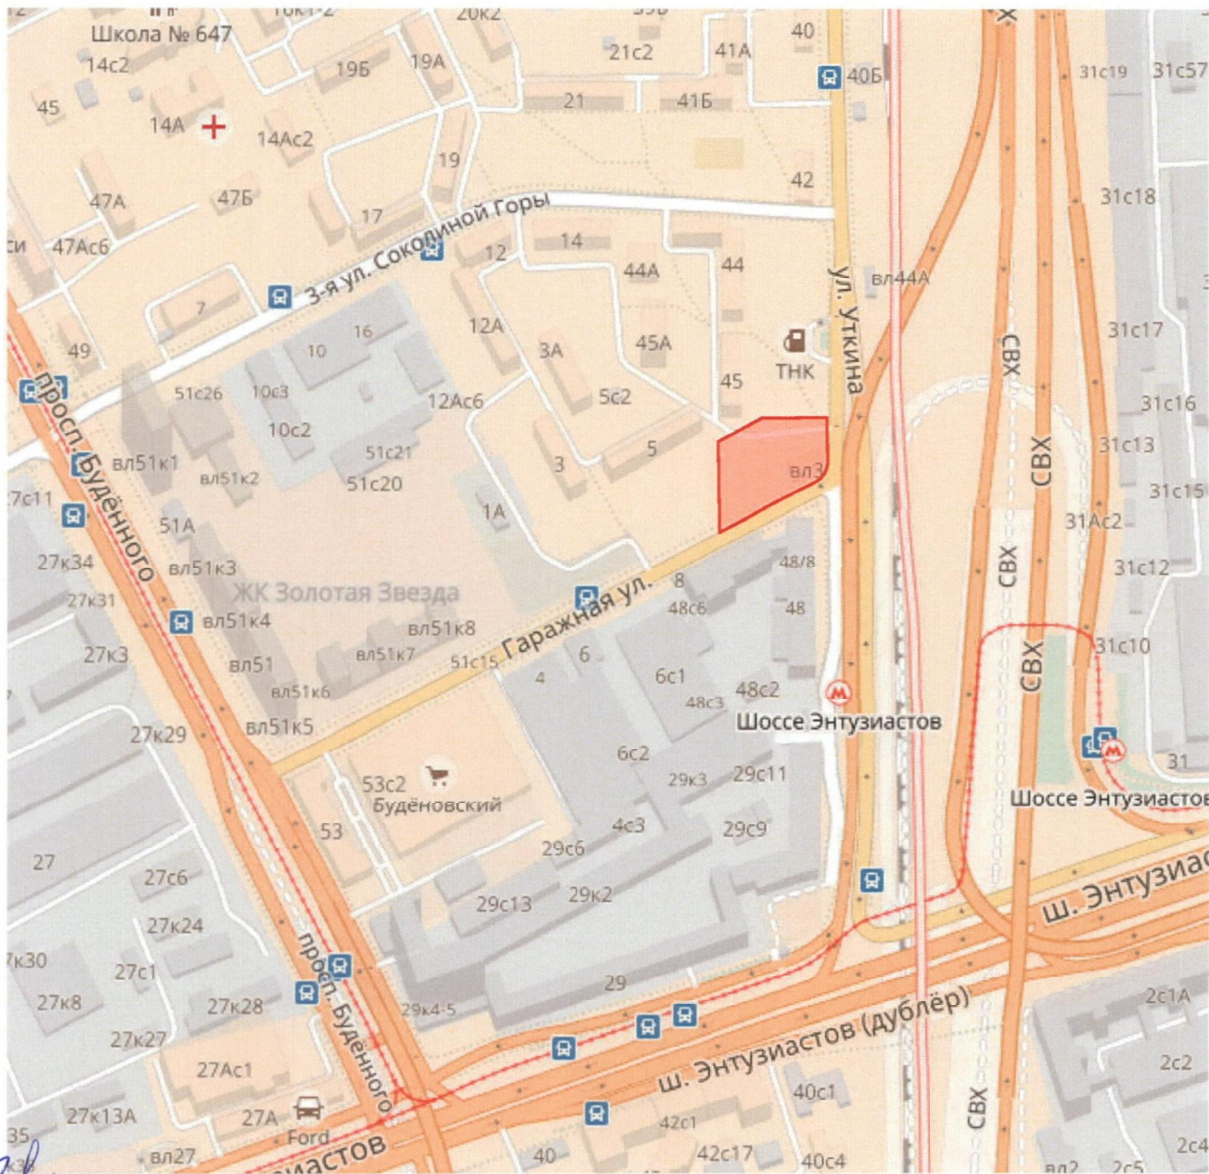 Школа № 647
20к2
40
14с2
19Б
19А
21с2
41А
40Б
31с19
31с57
45
14А
14Ас2
21
41Б
19
42
31с18
47А
47Б
17
3-я ул. Соколиной Горы
си
47Ас6
12
14
44А
44
ул. Уткина
вл44А
7
16
12А
3А
45А
31с17
СВХ
49
10
ТНК
просп. Будённого
51с26
10с3
12Ас6
5с2
45
31с16
10с2
51с21
5
31с13
СВХ
вл51к1
вл51к2
51с20
3
вл3
31с15
7с11
51А
1А
31Ас2
27к34
вл51к3
48/8
СВХ
31с12
27к31
ЖК Золотая Звезда
Гаражная ул.
8
48с6
48
вл51к4
вл51к8
27к3
вл51
вл51к7
51с15
6
СВХ
31с10
вл51к6
4
6с1
48с2
48с3
вл51к5
Шоссе Энтузиастов
27к29
6с2
53с2
29к3
29с11
31
Будёновский
Шоссе Энтузиастов
53
4с3
29с9
27
29с6
27с6
29к2
ш. Энтузиас
29с13
27к24
просп. Будённого
7к30
27с1
29
27к8
27к28
29к4-5
2с1А
ш. Энтузиастов (дублёр)
27к27
27Ас1
2с2
40с1
СВХ
27к13А
27А
Ford
42с1
35
зиастов
2с4
вл27
40
42с17
40с4
вл2
2с5